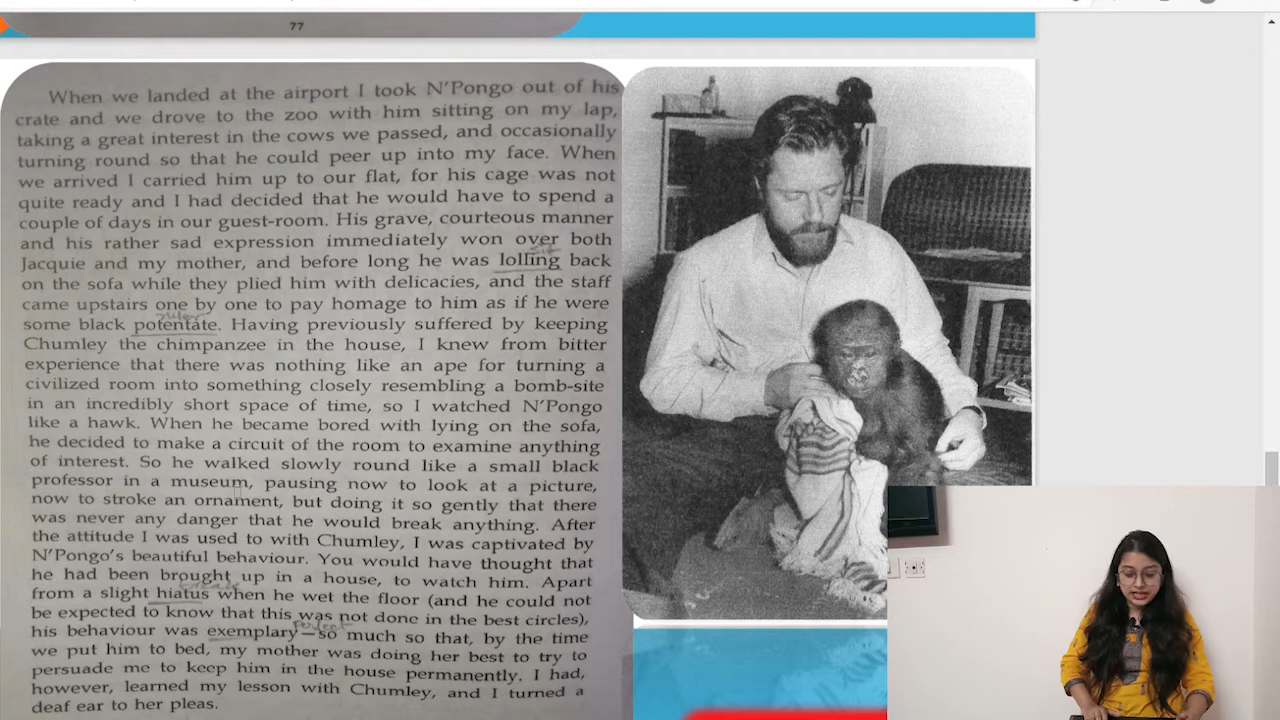 77
When we landed at the airport I took N'Pongo out of his
crate and we drove to the zoo with him sitting on my lap,
taking a great interest in the cows we passed, and occasionally
turning round so that he could peer up into my face. When
we arrived I carried him up to our flat, for his cage was not
quite ready and I had decided that he would have to spend a
couple of days in our guest-room. His grave, courteous manner
and his rather sad expression immediately won over both
Jacquie and my mother, and before long he was lolling back
on the sofa while they plied him with delicacies, and the staff
came upstairs one by one to pay homage to him as if he were
some black potentate. Having previously suffered by keeping
Chumley the chimpanzee in the house, I knew from bitter
experience that there was nothing like an ape for turning a
civilized room into something closely resembling a bomb-site
in an incredibly short space of time, so I watched N'Pongo
like a hawk. When he became bored with lying on the sofa,
he decided to make a circuit of the room to examine anything
of interest. So he walked slowly round like a small black
professor in a museum, pausing now to look at a picture,
now to stroke an ornament, but doing it so gently that there
was never any danger that he would break anything. After
the attitude I was used to with Chumley, I was captivated by
N'Pongo's beautiful behaviour. You would have thought that
he had been brought up in a house, to watch him. Apart
from a slight hiatus when he wet the floor (and he could not
be expected to know that this was not done in the best circles),
his behaviour was exemplary—so much so that, by the time
we put him to bed, my mother was doing her best to try to
persuade me to keep him in the house permanently. I had,
however, learned my lesson with Chumley, and I turned a
deaf ear to her pleas.